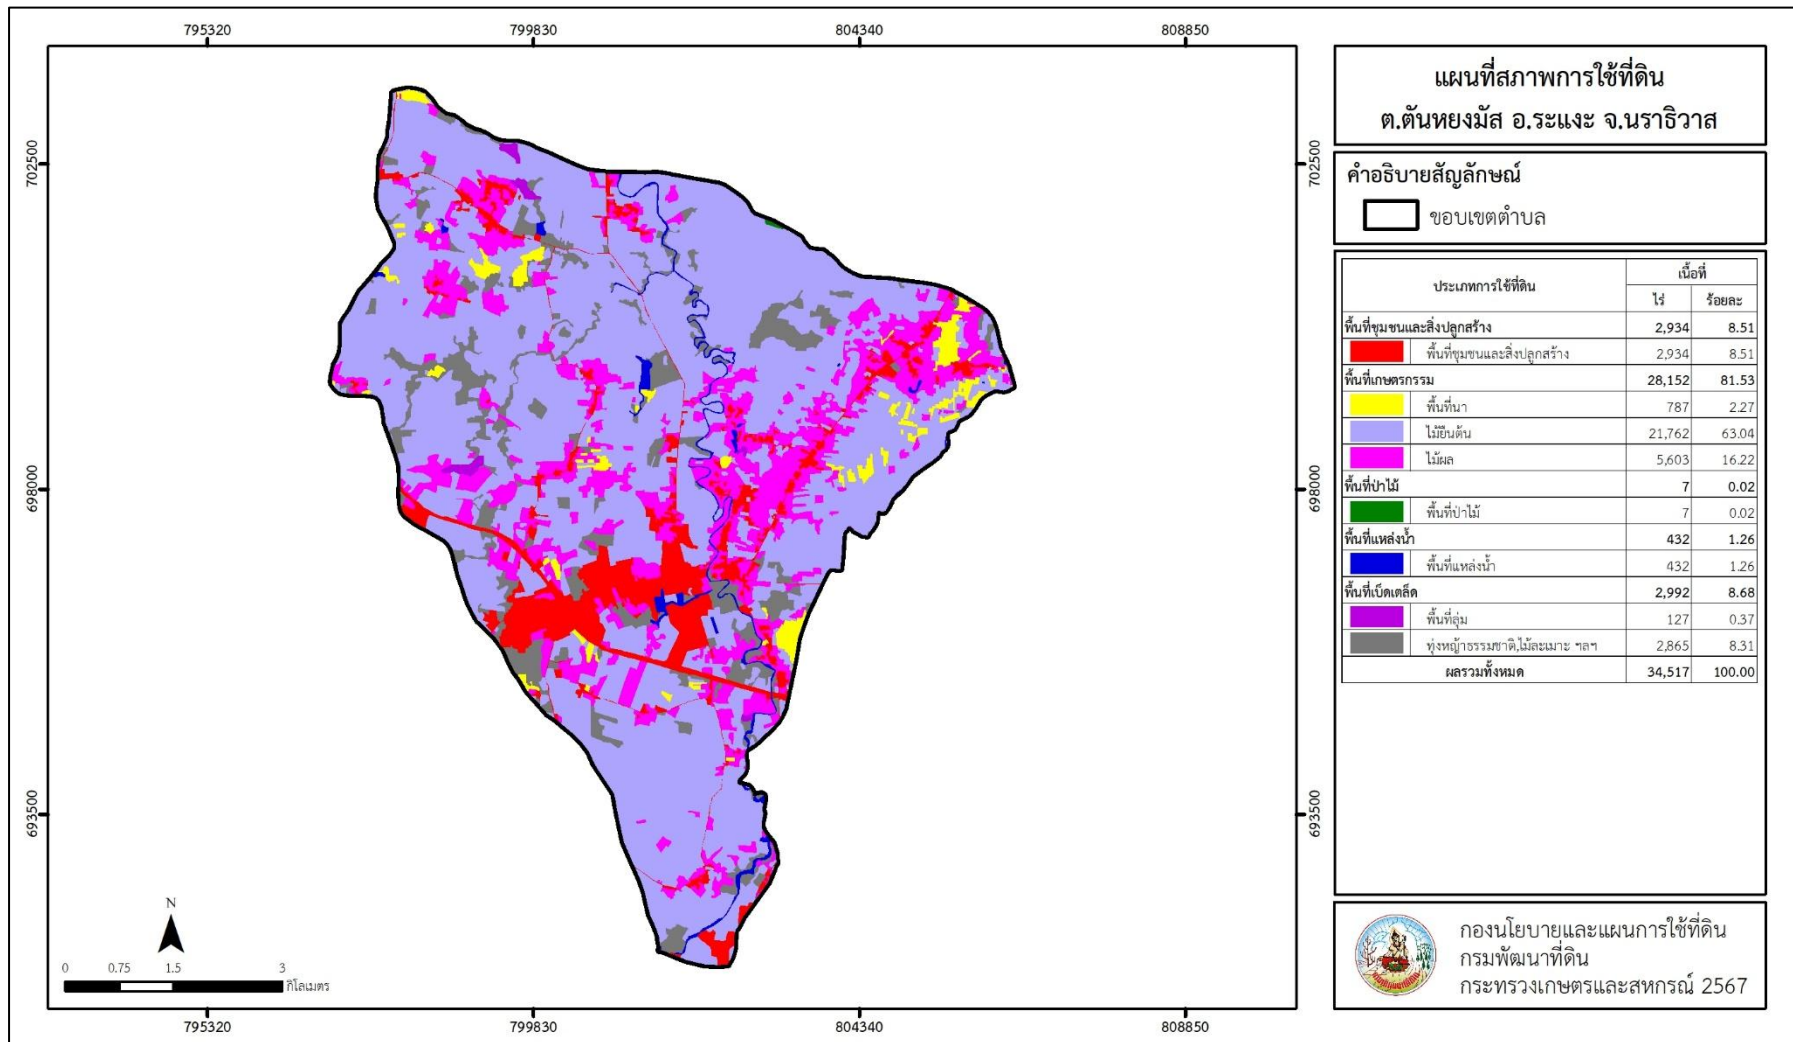 795320 799830 804340 808850
702500 702500
698000 698000
693500 693500
795320 799830 804340 808850
N
0 0.75 1.5 3
กิโลเมตร
แผนที่สภาพการใช้ที่ดิน
ต.ตันหยงมัส อ.ระแงะ จ.นราธิวาส
คำอธิบายสัญลักษณ์
ขอบเขตตำบล
ประเภทการใช้ที่ดิน เนื้อที่
ไร่ ร้อยละ
พื้นที่ชุมชนและสิ่งปลูกสร้าง 2,934 8.51
พื้นที่ชุมชนและสิ่งปลูกสร้าง 2,934 8.51
พื้นที่เกษตรกรรม 28,152 81.53
พื้นที่นา 787 2.27
ไม้ยืนต้น 21,762 63.04
ไม้ผล 5,603 16.22
พื้นที่ป่าไม้ 7 0.02
พื้นที่ป่าไม้ 7 0.02
พื้นที่แหล่งน้ำ 432 1.26
พื้นที่แหล่งน้ำ 432 1.26
พื้นที่เบ็ดเตล็ด 2,992 8.68
พื้นที่ลุ่ม 127 0.37
ทุ่งหญ้าธรรมชาติ,ไม้ละเมาะ ฯลฯ 2,865 8.31
ผลรวมทั้งหมด 34,517 100.00
กองนโยบายและแผนการใช้ที่ดิน
กรมพัฒนาที่ดิน
กระทรวงเกษตรและสหกรณ์ 2567